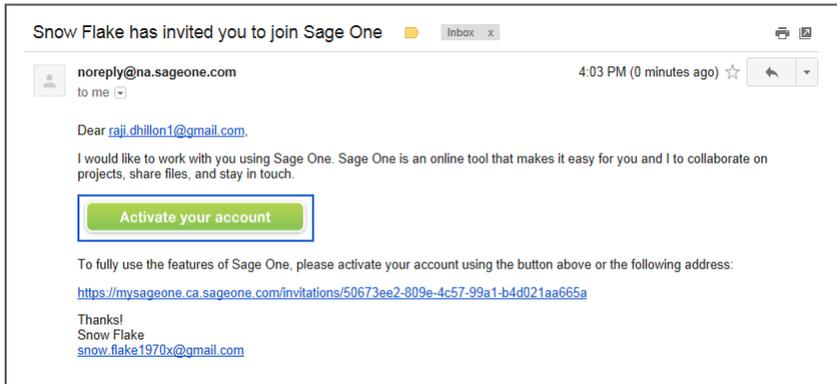 Snow Flake has invited you to join Sage One Inbox x
noreply@na.sageone.com 4:03 PM (0 minutes ago)
to me
Dear raji.dhillon1@gmail.com,
I would like to work with you using Sage One. Sage One is an online tool that makes it easy for you and I to collaborate on
projects, share files, and stay in touch.
Activate your account
To fully use the features of Sage One, please activate your account using the button above or the following address:
https://mysageone.ca.sageone.com/invitations/50673ee2-809e-4c57-99a1-b4d021aa665a
Thanks!
Snow Flake
snow.flake1970x@gmail.com